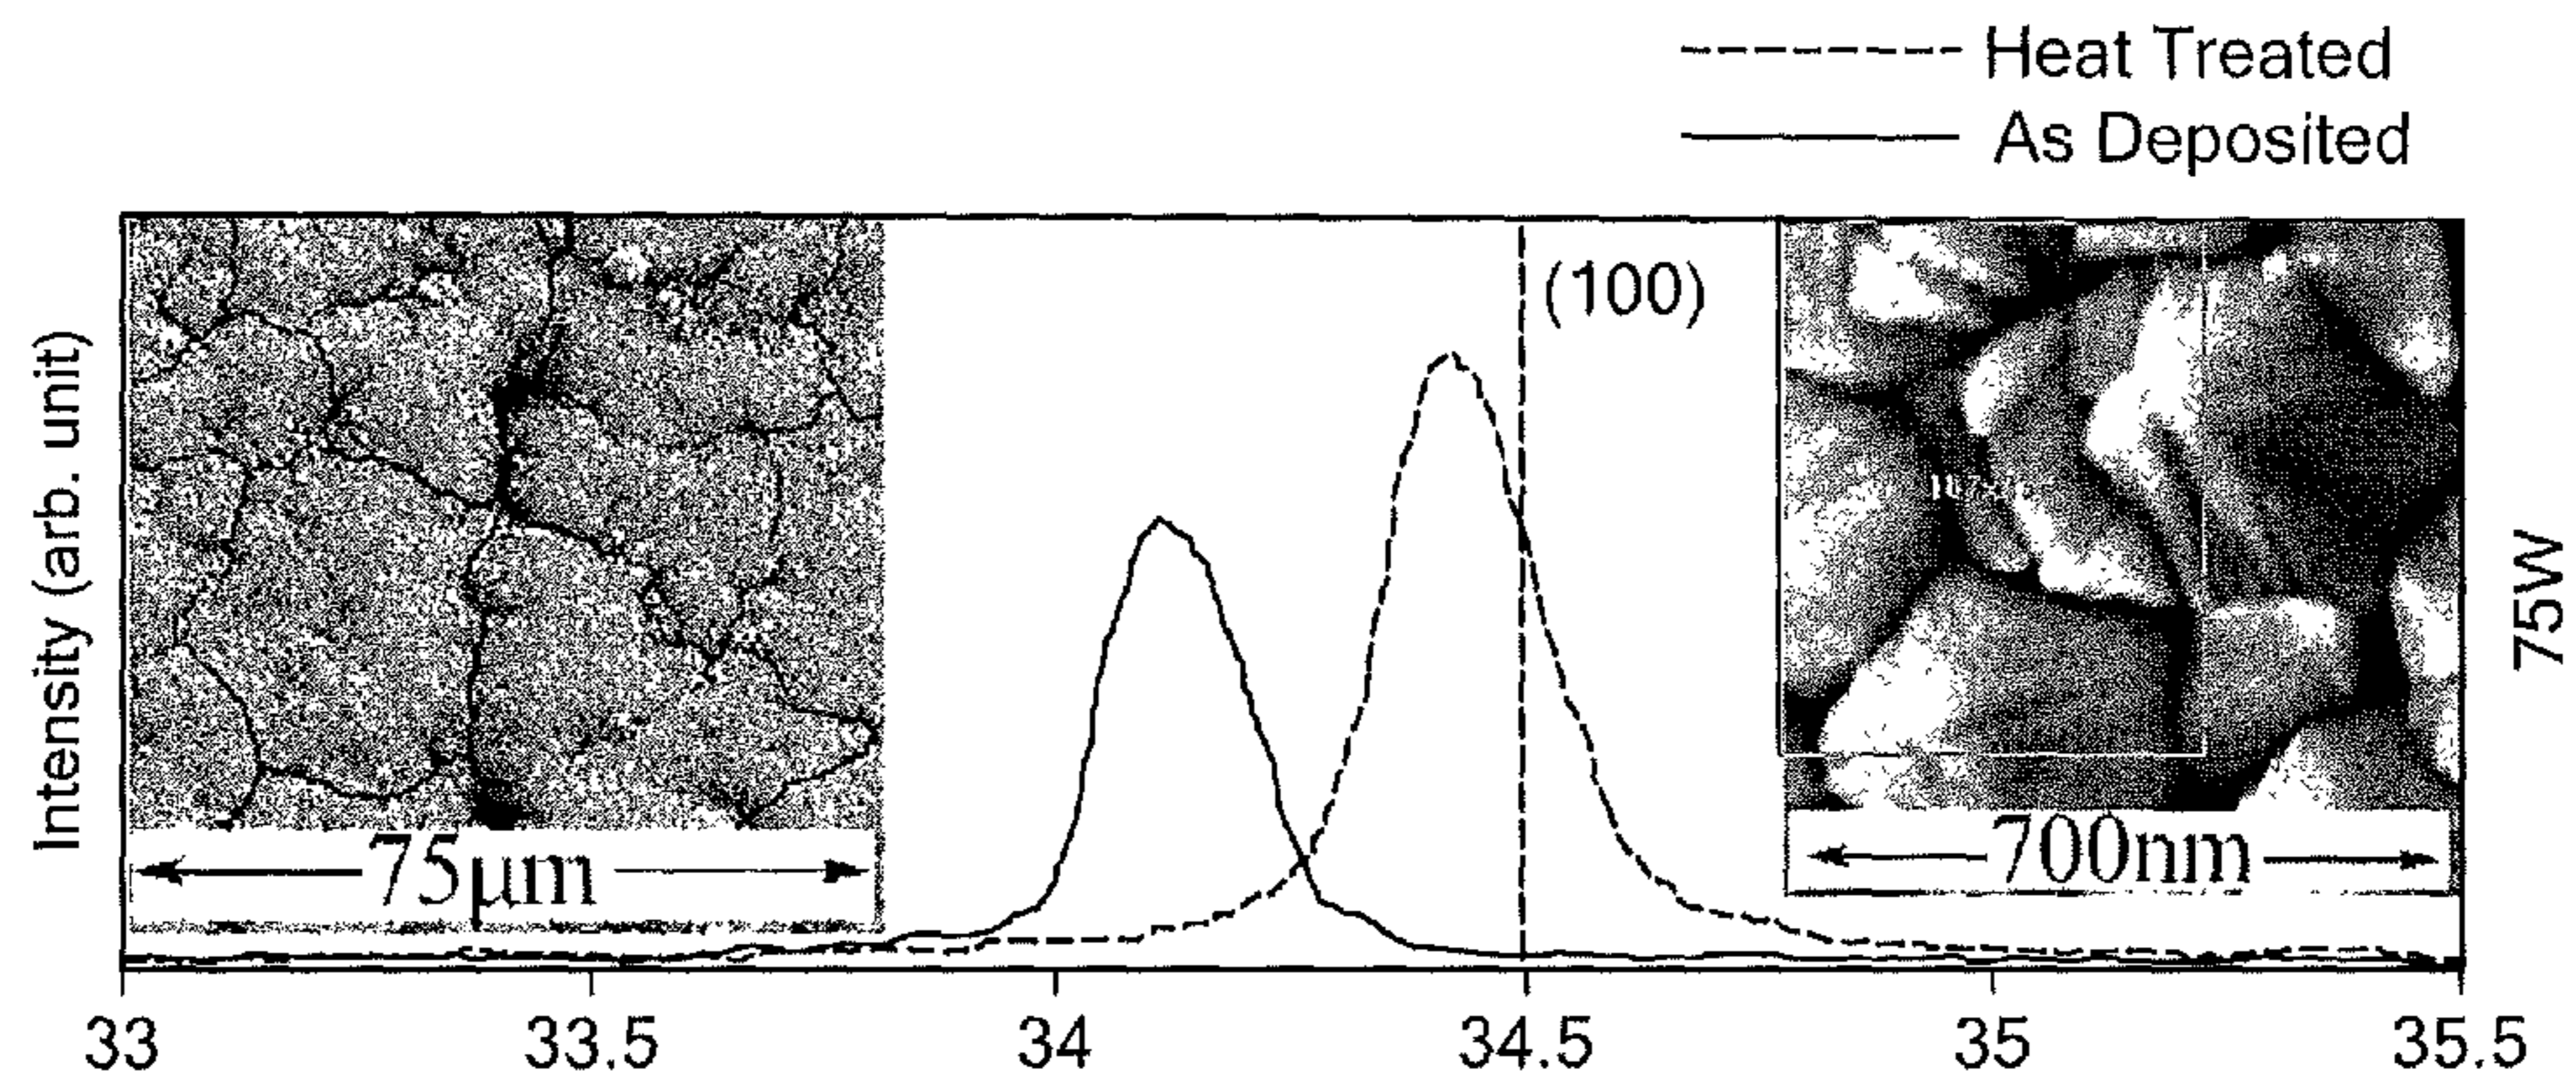 Heat Treated
As Deposited
(100)
Intensity (arb. unit)
75W
75μm
700nm
33
33.5
34
34.5
35
35.5